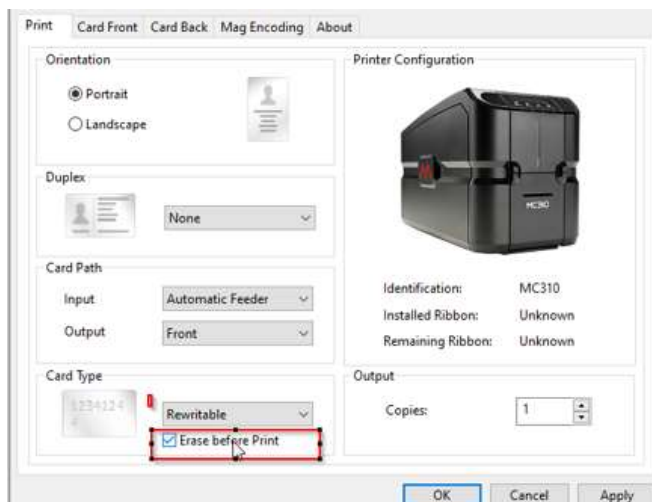 Print Card Front Card Back Mag Encoding About
Orientation
Portrait
Landscape
Duplex
None
Card Path
Input Automatic Feeder
Output Front
Card Type
Rewritable
Erase before Print
Printer Configuration
MC310
Identification: MC310
Installed Ribbon: Unknown
Remaining Ribbon: Unknown
Output
Copies: 1
OK Cancel Apply